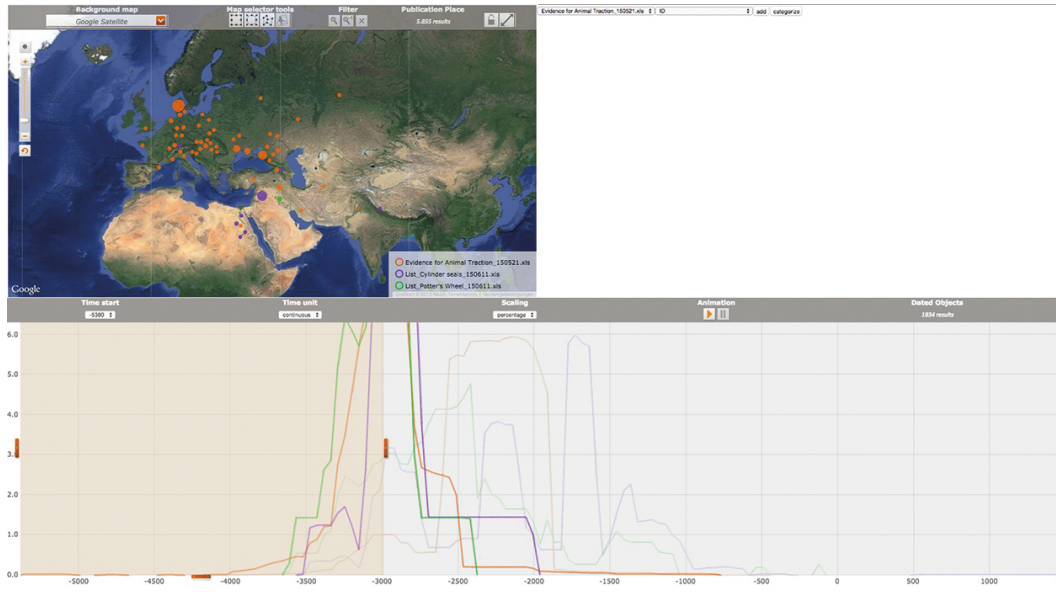 Background map
Map selector tools
Filter
Publication Place
Google Satellite
5.855 results
Evidence for Animal Traction_150521.xls
ID
add
categorize
Evidence for Animal Traction_150521.xls
List_Cylinder seals_150611.xls
List_Potter's Wheel_150611.xls
Google
Time start
Time unit
Scaling
Animation
Dated Objects
-5380
continuous
percentage
1834 results
6.0
5.0
4.0
3.
2.0
1.0
0.0
-5000
-4500
-4000
-3500
-3000
-2500
-2000
-1500
-1000
-500
0
500
1000